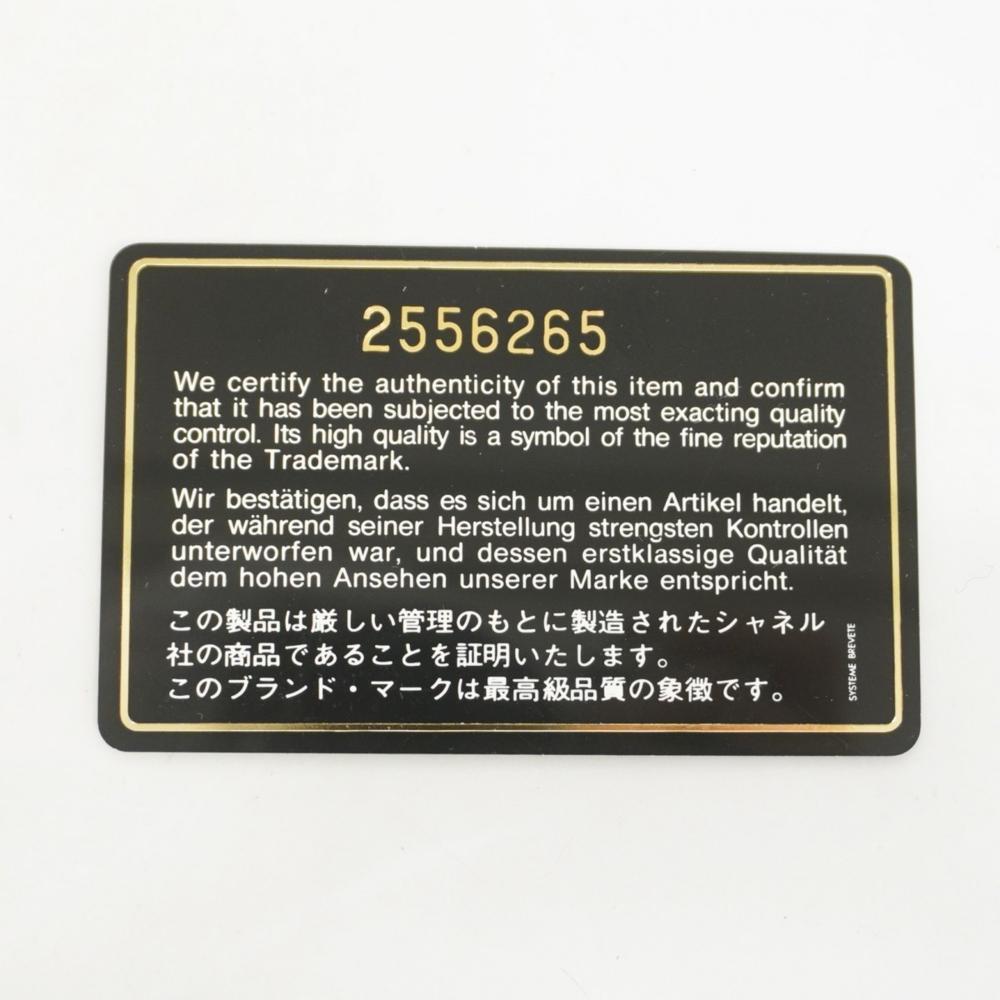 2556265
We certify the authenticity of this item and confirm
that it has been subjected to the most exacting quality
control. Its high quality is a symbol of the fine reputation
of the Trademark.
Wir bestätigen, dass es sich um einen Artikel handelt,
der während seiner Herstellung strengsten Kontrollen
unterworfen war, und dessen erstklassige Qualität
dem hohen Ansehen unserer Marke entspricht.
この製品は厳しい管理のもとに製造されたシャネル
社の商品であることを証明いたします。
このブランド・マークは最高級品質の象徴です。
SYSTEME BREVETE